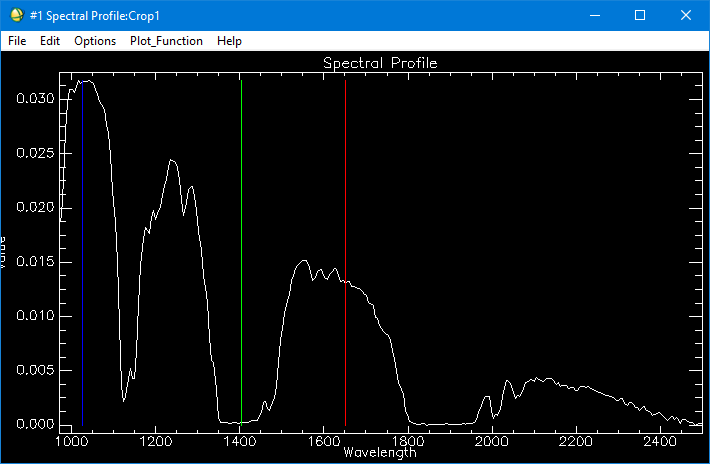 #1 Spectral Profile:Crop1
File Edit Options Plot_Function Help
Spectral Profile
0.030
0.025
0.020
0.015
0.010
0.005
0.000
Value
1000 1200 1400 1600 1800 2000 2200 2400
Wavelength